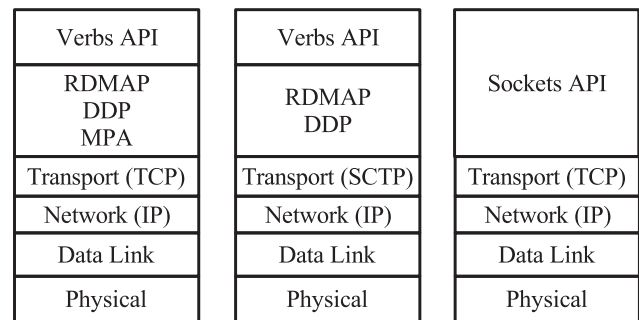 Verbs API
RDMAP
DDP
MPA
Transport (TCP)
Network (IP)
Data Link
Physical
Verbs API
RDMAP
DDP
Transport (SCTP)
Network (IP)
Data Link
Physical
Sockets API
Transport (TCP)
Network (IP)
Data Link
Physical